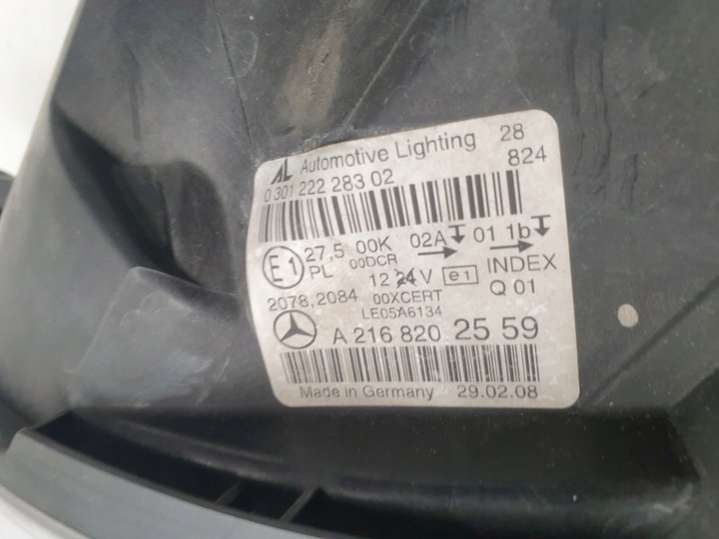 AL Automotive Lighting 28
0 301 222 283 02 824
E1 27,5 00K 02A 01 1b
PL 00DCR
12 24 V e1 INDEX
2078,2084 00XCERT Q 01
LE05A6134
A 216 820 25 59
Made in Germany 29.02.08